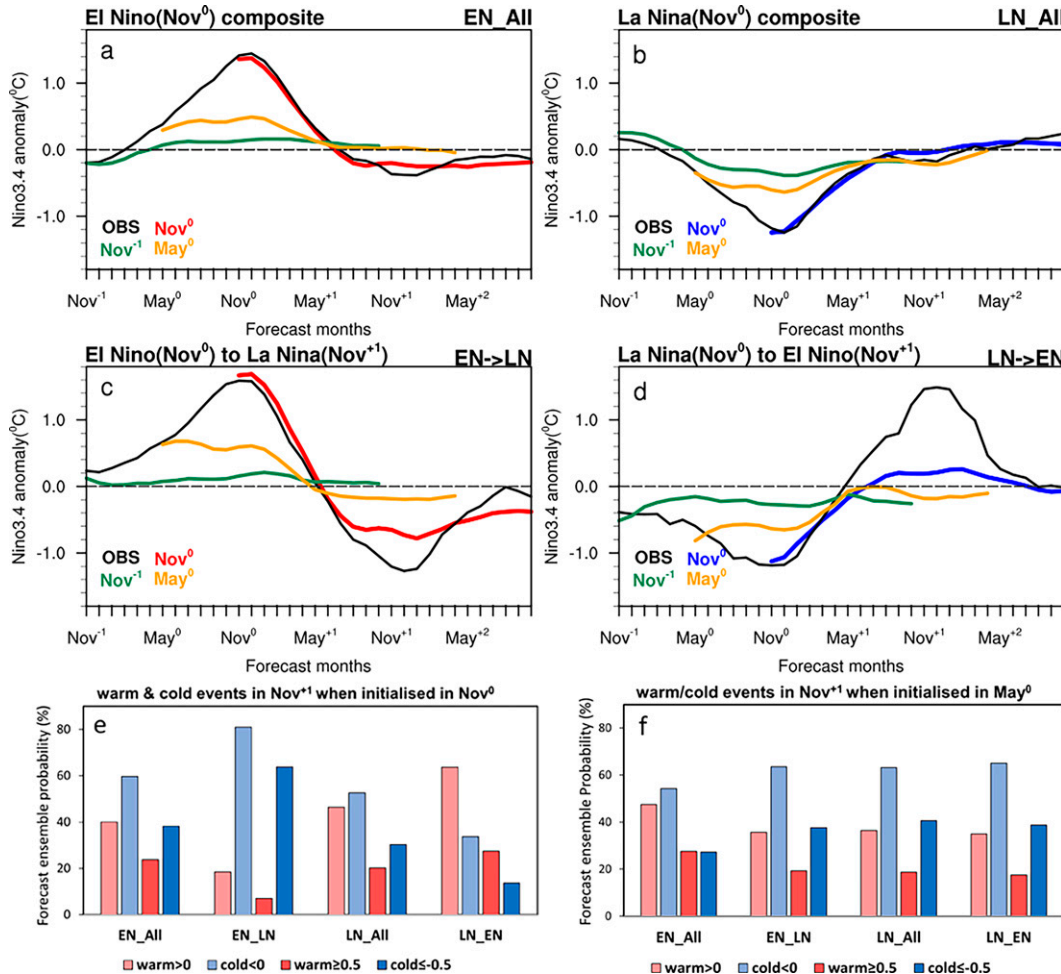 El Nino(Nov⁰) composite EN_All
a
Nino3.4 anomaly(⁰C)
1.0
0.0
-1.0
OBS Nov⁰
Nov⁻¹ May⁰
Nov⁻¹ May⁰ Nov⁰ May⁺¹ Nov⁺¹ May⁺²
Forecast months
La Nina(Nov⁰) composite LN_All
b
Nino3.4 anomaly(⁰C)
1.0
0.0
-1.0
OBS Nov⁰
Nov⁻¹ May⁰
Nov⁻¹ May⁰ Nov⁰ May⁺¹ Nov⁺¹ May⁺²
Forecast months
El Nino(Nov⁰) to La Nina(Nov⁺¹) EN->LN
c
Nino3.4 anomaly(⁰C)
1.0
0.0
-1.0
OBS Nov⁰
Nov⁻¹ May⁰
Nov⁻¹ May⁰ Nov⁰ May⁺¹ Nov⁺¹ May⁺²
Forecast months
La Nina(Nov⁰) to El Nino(Nov⁺¹) LN->EN
d
Nino3.4 anomaly(⁰C)
1.0
0.0
-1.0
OBS Nov⁰
Nov⁻¹ May⁰
Nov⁻¹ May⁰ Nov⁰ May⁺¹ Nov⁺¹ May⁺²
Forecast months
warm & cold events in Nov⁺¹ when initialised in Nov⁰
e
Forecast ensemble probability (%)
80
60
40
20
0
EN_All EN_LN LN_All LN_EN
warm>0 cold<0 warm≥0.5 cold≤-0.5
warm/cold events in Nov⁺¹ when initialised in May⁰
f
Forecast ensemble Probability (%)
80
60
40
20
0
EN_All EN_LN LN_All LN_EN
warm>0 cold<0 warm≥0.5 cold≤-0.5